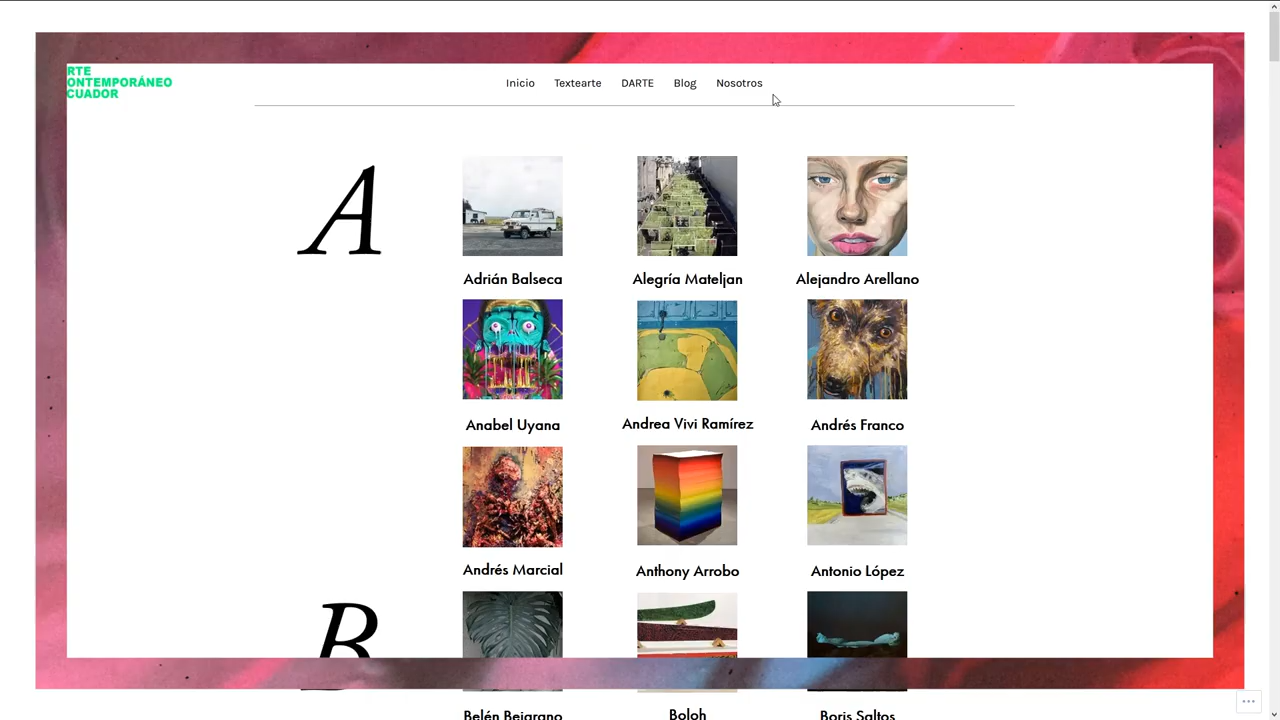 RTE
ONTEMPORÁNEO
CUADOR
Inicio Textearte DARTE Blog Nosotros
A
Adrián Balseca Alegría Mateljan Alejandro Arellano
Anabel Uyana Andrea Vivi Ramírez Andrés Franco
Andrés Marcial Anthony Arrobo Antonio López
B
Belén Bejarano Boloh Boris Saltos